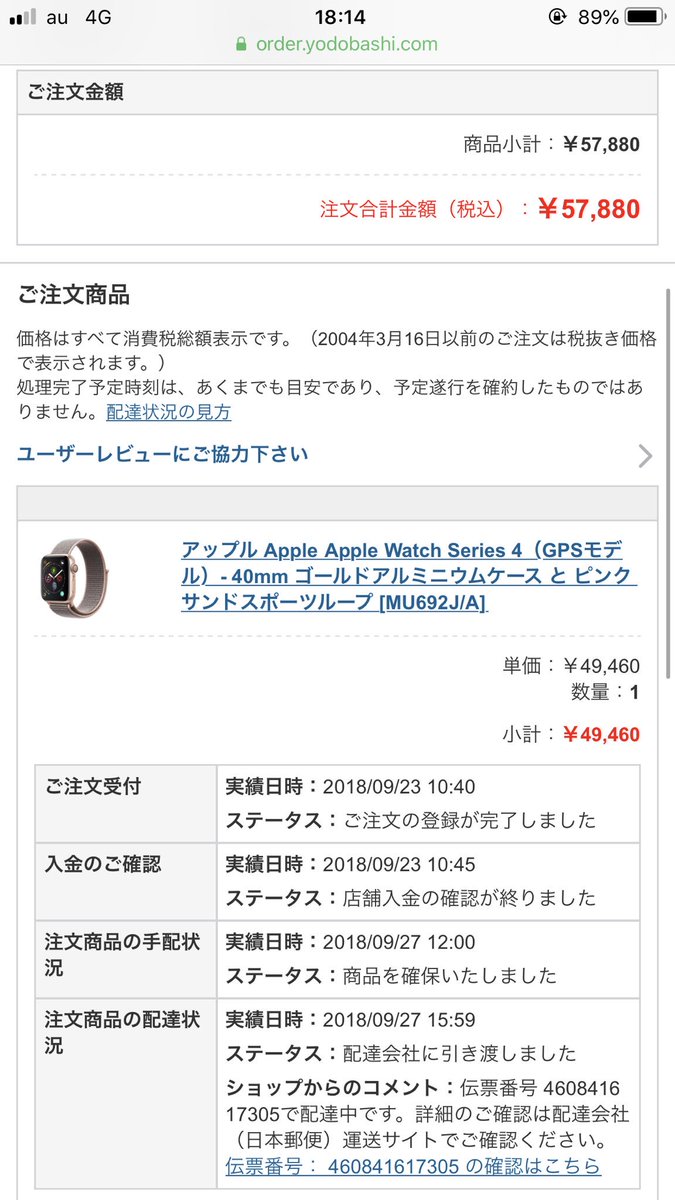 au 4G 18:14 89%
order.yodobashi.com
ご注文金額
商品小計：￥57,880
注文合計金額（税込）：￥57,880
ご注文商品
価格はすべて消費税総額表示です。（2004年3月16日以前のご注文は税抜き価格
で表示されます。）
処理完了予定時刻は、あくまでも目安であり、予定遂行を確約したものではあ
りません。配達状況の見方
ユーザーレビューにご協力下さい
アップル Apple Apple Watch Series 4（GPSモデ
ル）- 40mm ゴールドアルミニウムケース と ピンク
サンドスポーツループ [MU692J/A]
単価：￥49,460
数量：1
小計：￥49,460
ご注文受付
実績日時：2018/09/23 10:40
ステータス：ご注文の登録が完了しました
入金のご確認
実績日時：2018/09/23 10:45
ステータス：店舗入金の確認が終りました
注文商品の手配状
況
実績日時：2018/09/27 12:00
ステータス：商品を確保いたしました
注文商品の配達状
況
実績日時：2018/09/27 15:59
ステータス：配達会社に引き渡しました
ショップからのコメント：伝票番号 4608416
17305で配達中です。詳細のご確認は配達会社
（日本郵便）運送サイトでご確認ください。
伝票番号： 460841617305 の確認はこちら